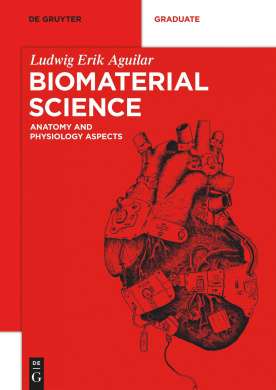 DE GRUYTER
GRADUATE
Ludwig Erik Aguilar
BIOMATERIAL
SCIENCE
ANATOMY AND
PHYSIOLOGY ASPECTS
DE
G